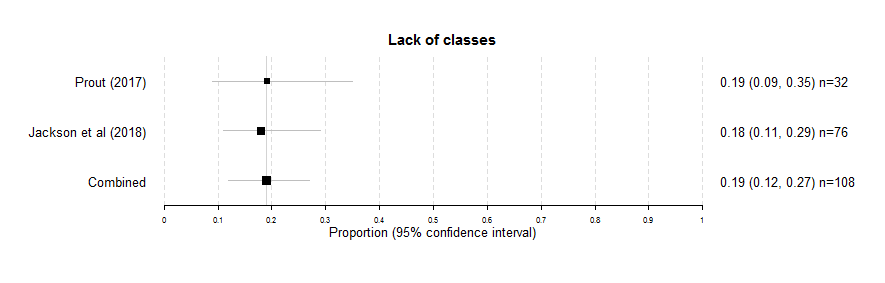 Lack of classes
Prout (2017) 0.19 (0.09, 0.35) n=32
Jackson et al (2018) 0.18 (0.11, 0.29) n=76
Combined 0.19 (0.12, 0.27) n=108
0 0.1 0.2 0.3 0.4 0.5 0.6 0.7 0.8 0.9 1
Proportion (95% confidence interval)